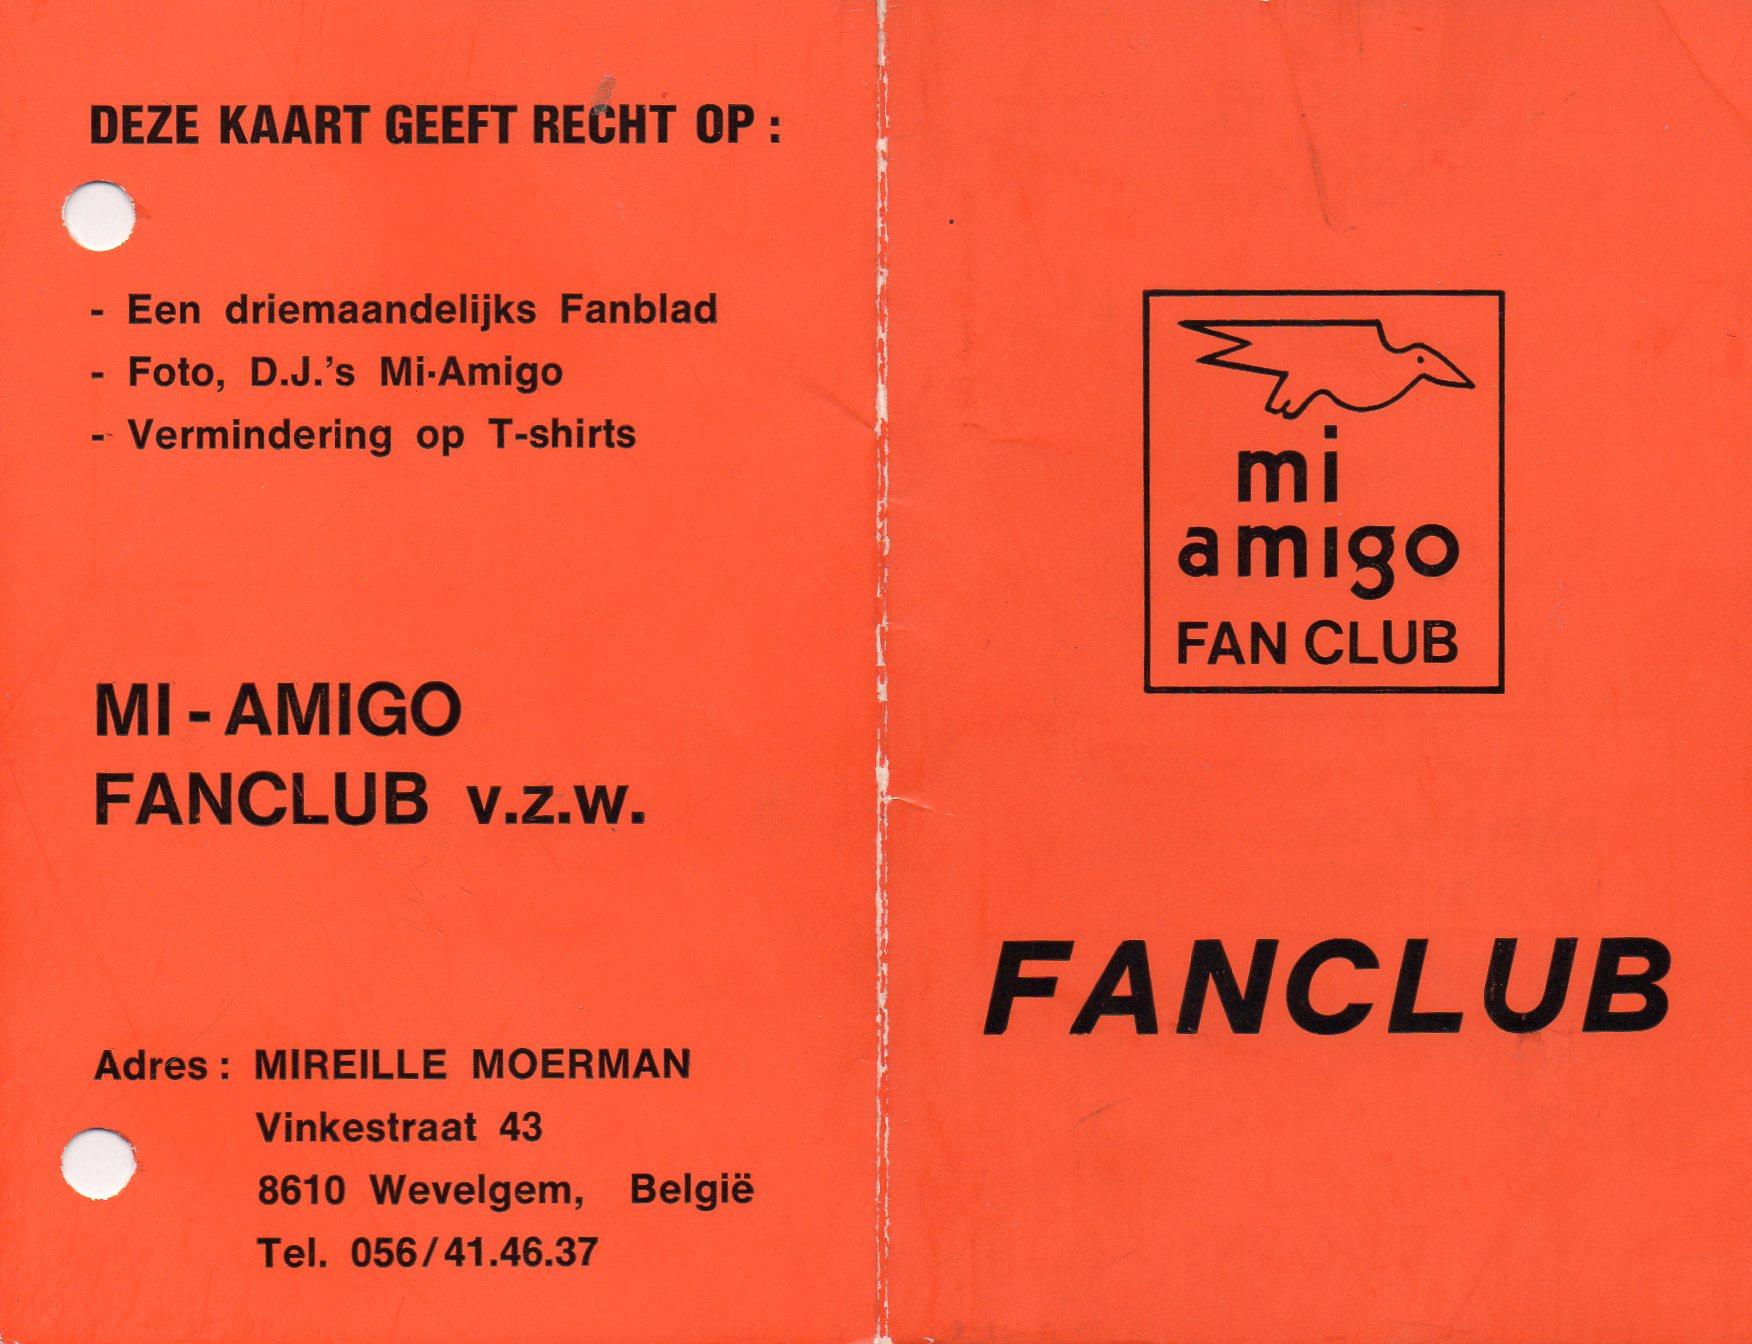 DEZE KAART GEEFT RECHT OP :
- Een driemaandelijks Fanblad
- Foto, D.J.'s Mi-Amigo
- Vermindering op T-shirts
MI - AMIGO
FANCLUB v.z.w.
Adres : MIREILLE MOERMAN
Vinkestraat 43
8610 Wevelgem, België
Tel. 056/41.46.37
mi
amigo
FAN CLUB
FANCLUB